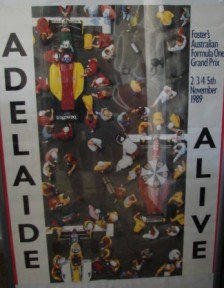 ADELAIDE
Foster's
Australian
Formula One
Grand Prix
2·3·4·5th
November
1989
ALIVE